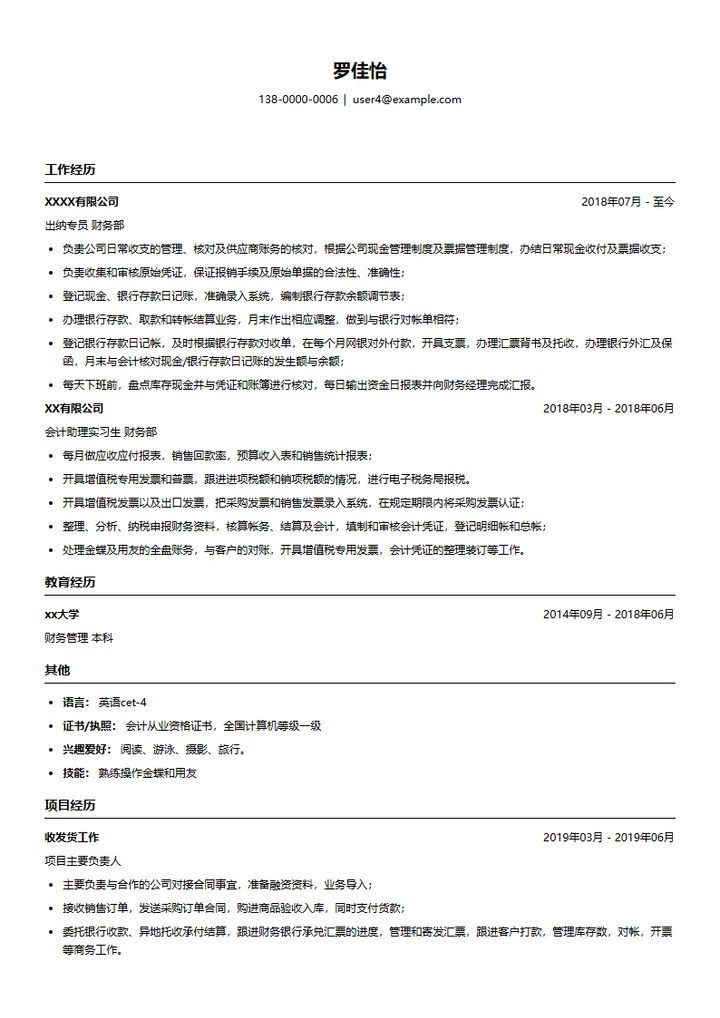 罗佳怡
138-0000-0006 | user4@example.com
工作经历
XXXX有限公司 2018年07月 - 至今
出纳专员 财务部
• 负责公司日常收支的管理、核对及供应商账务的核对，根据公司现金管理制度及票据管理制度，办结日常现金收付及票据收支；
• 负责收集和审核原始凭证，保证报销手续及原始单据的合法性、准确性；
• 登记现金、银行存款日记账，准确录入系统，编制银行存款余额调节表；
• 办理银行存款、取款和转帐结算业务，月末作出相应调整，做到与银行对帐单相符；
• 登记银行存款日记帐，及时根据银行存款对收单，在每个月网银对外付款，开具支票，办理汇票背书及托收，办理银行外汇及保
函，月末与会计核对现金/银行存款日记账的发生额与余额；
• 每天下班前，盘点库存现金并与凭证和账簿进行核对，每日输出资金日报表并向财务经理完成汇报。
XX有限公司 2018年03月 - 2018年06月
会计助理实习生 财务部
• 每月做应收应付报表，销售回款率，预算收入表和销售统计报表；
• 开具增值税专用发票和普票，跟进进项税额和销项税额的情况，进行电子税务局报税。
• 开具增值税发票以及出口发票，把采购发票和销售发票录入系统，在规定期限内将采购发票认证；
• 整理、分析、纳税申报财务资料，核算帐务、结算及会计，填制和审核会计凭证，登记明细帐和总帐；
• 处理金蝶及用友的全盘账务，与客户的对账，开具增值税专用发票，会计凭证的整理装订等工作。
教育经历
xx大学 2014年09月 - 2018年06月
财务管理 本科
其他
• 语言： 英语cet-4
• 证书/执照： 会计从业资格证书，全国计算机等级一级
• 兴趣爱好： 阅读、游泳、摄影、旅行。
• 技能： 熟练操作金蝶和用友
项目经历
收发货工作 2019年03月 - 2019年06月
项目主要负责人
• 主要负责与合作的公司对接合同事宜，准备融资资料，业务导入；
• 接收销售订单，发送采购订单合同，购进商品验收入库，同时支付货款；
• 委托银行收款、异地托收承付结算，跟进财务银行承兑汇票的进度，管理和寄发汇票，跟进客户打款，管理库存数，对帐，开票
等商务工作。